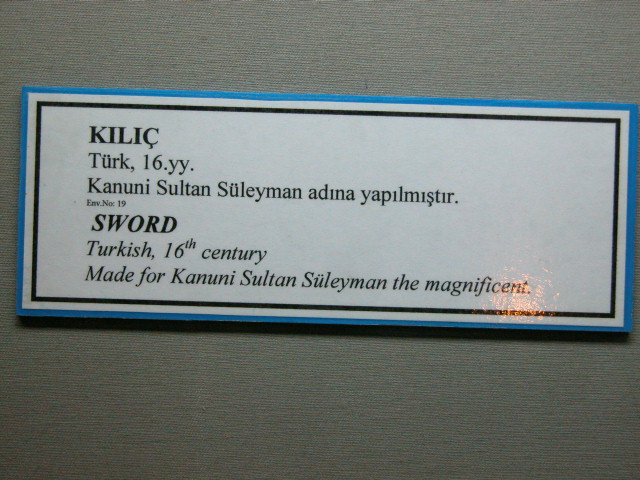 KILIÇ
Türk, 16.yy.
Kanuni Sultan Süleyman adına yapılmıştır.
Env.No: 19
SWORD
Turkish, 16th century
Made for Kanuni Sultan Süleyman the magnificent.